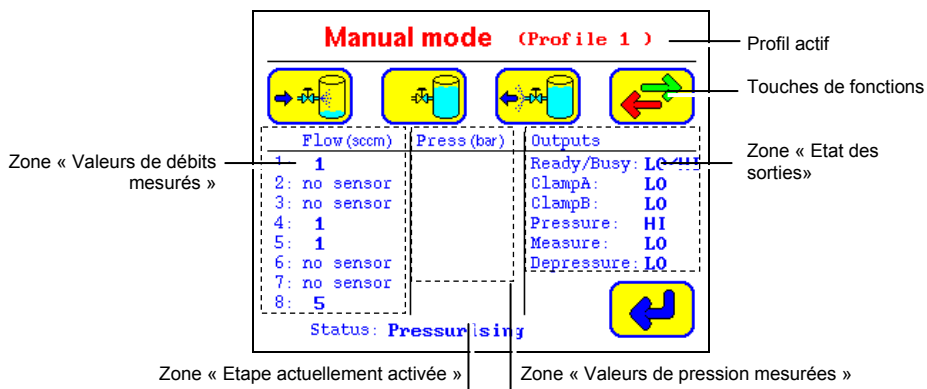 Manual mode (Profile 1 )
Profil actif
Touches de fonctions
Flow (sccm) Press (bar) Outputs
Zone « Valeurs de débits
mesurés »
Zone « Etat des
sorties»
1: 1
2: no sensor
3: no sensor
4: 1
5: 1
6: no sensor
7: no sensor
8: 5
Ready/Busy: LO/HI
ClampA: LO
ClampB: LO
Pressure: HI
Measure: LO
Depressure: LO
Status: Pressurising
Zone « Etape actuellement activée »
Zone « Valeurs de pression mesurées »